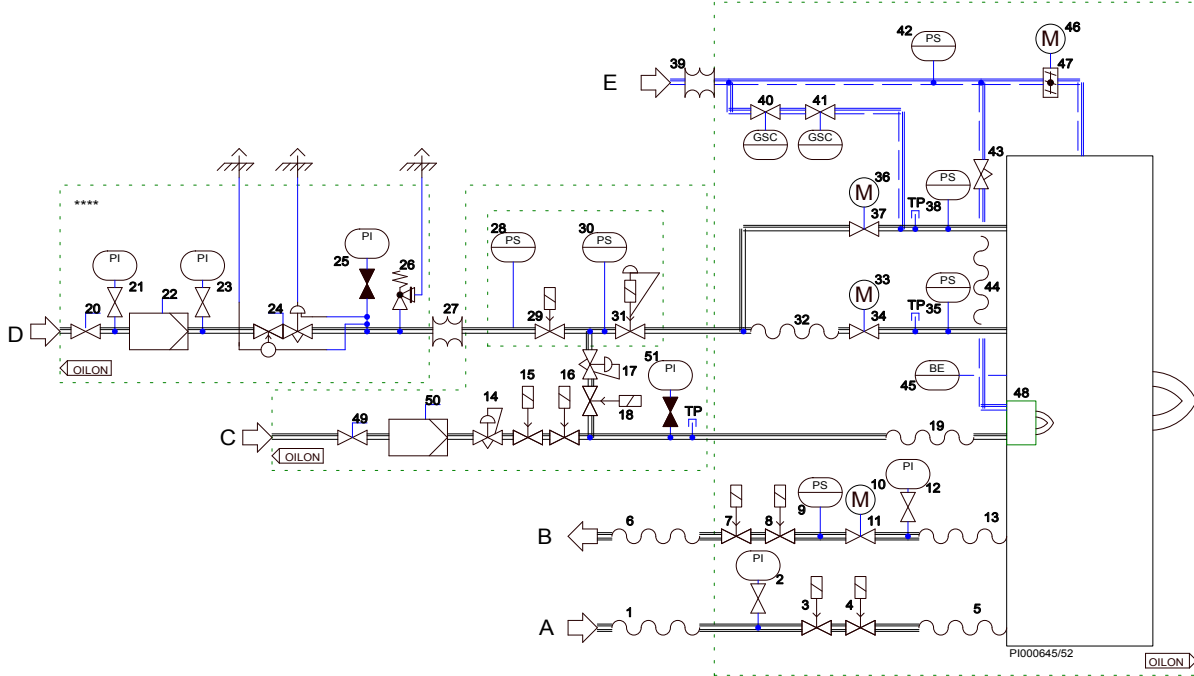 42
PS
46
M
39
47
E
40
41
GSC
GSC
43
36
M
PS
TP 38
37
****
PI
21
PI
23
22
20
24
PI
25
26
27
28
PS
30
PS
29
31
33
M
PS
TP 35
34
32
44
D
OILON
17
18
51
PI
BE
45
48
15
16
14
50
49
TP
C
19
OILON
PI
12
PS
9
10
M
11
6
7
8
13
B
PI
2
3
4
1
5
A
PI000645/52
OILON